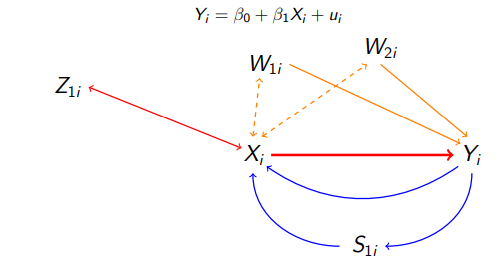 Yᵢ = β₀ + β₁Xᵢ + uᵢ
W₂ᵢ
W₁ᵢ
Z₁ᵢ
Xᵢ
Yᵢ
S₁ᵢ